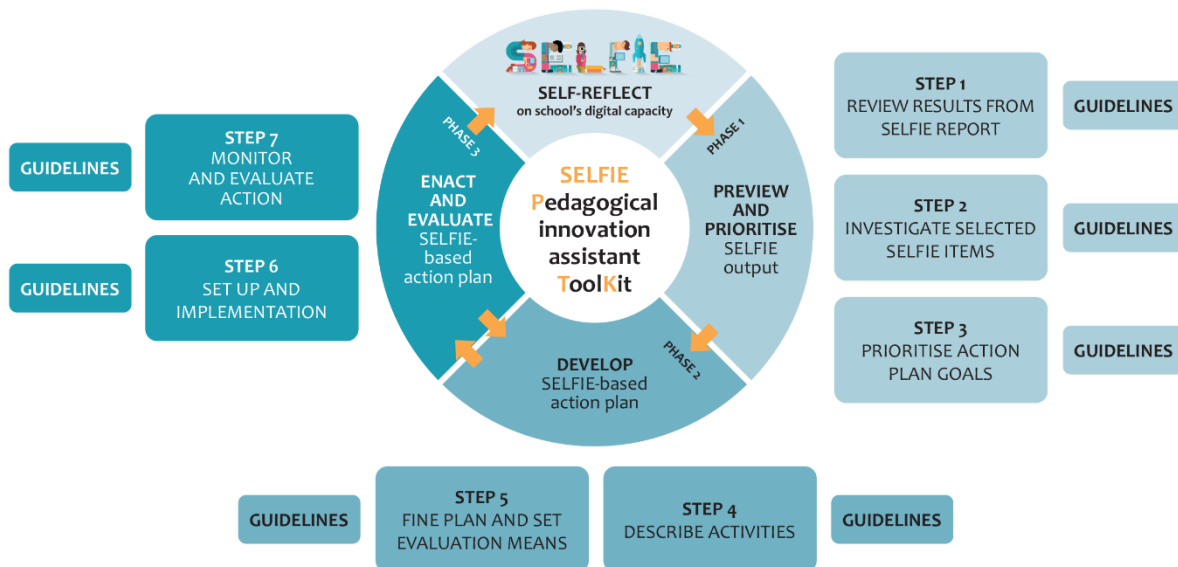 SELFIE
SELF-REFLECT
on school's digital capacity
PHASE 1
PREVIEW
AND
PRIORITISE
SELFIE
output
PHASE 2
DEVELOP
SELFIE-based
action plan
PHASE 3
ENACT
AND
EVALUATE
SELFIE-
based
action plan
SELFIE
Pedagogical
innovation
assistant
ToolKit
STEP 1
REVIEW RESULTS FROM
SELFIE REPORT
GUIDELINES
STEP 2
INVESTIGATE SELECTED
SELFIE ITEMS
GUIDELINES
STEP 3
PRIORITISE ACTION
PLAN GOALS
GUIDELINES
STEP 4
DESCRIBE ACTIVITIES
GUIDELINES
STEP 5
FINE PLAN AND SET
EVALUATION MEANS
GUIDELINES
STEP 6
SET UP AND
IMPLEMENTATION
GUIDELINES
STEP 7
MONITOR
AND EVALUATE
ACTION
GUIDELINES